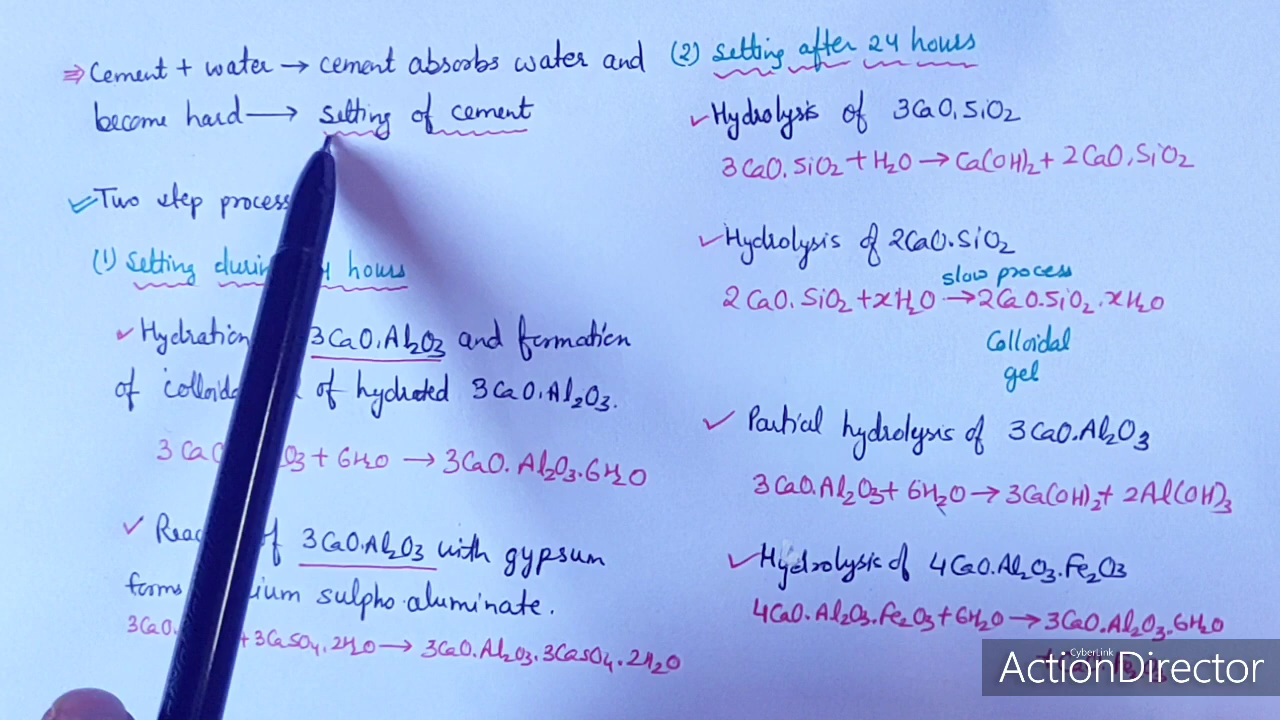 ⇒ Cement + water → cement absorbs water and
become hard → setting of cement
Two step process
(1) Setting during 24 hours
Hydration 3CaO.Al2O3 and formation
of of hydrated 3CaO.Al2O3.
3CaO. + 6H2O → 3CaO.Al2O3.6H2O
3CaO.Al2O3 with gypsum
forms sulpho.aluminate.
3CaO. + 3CaSO4.2H2O → 3CaO.Al2O3.3CaSO4.2H2O
(2) Setting after 24 hours
Hydrolysis of 3CaO.SiO2
3CaO.SiO2 + H2O → Ca(OH)2 + 2CaO.SiO2
Hydrolysis of 2CaO.SiO2
slow process
2CaO.SiO2 + xH2O → 2CaO.SiO2.xH2O
Colloidal
gel
Partial hydrolysis of 3CaO.Al2O3
3CaO.Al2O3 + 6H2O → 3Ca(OH)2 + 2Al(OH)3
Hydrolysis of 4CaO.Al2O3.Fe2O3
4CaO.Al2O3.Fe2O3 + 6H2O → 3CaO.Al2O3.6H2O
CyberLink
ActionDirector